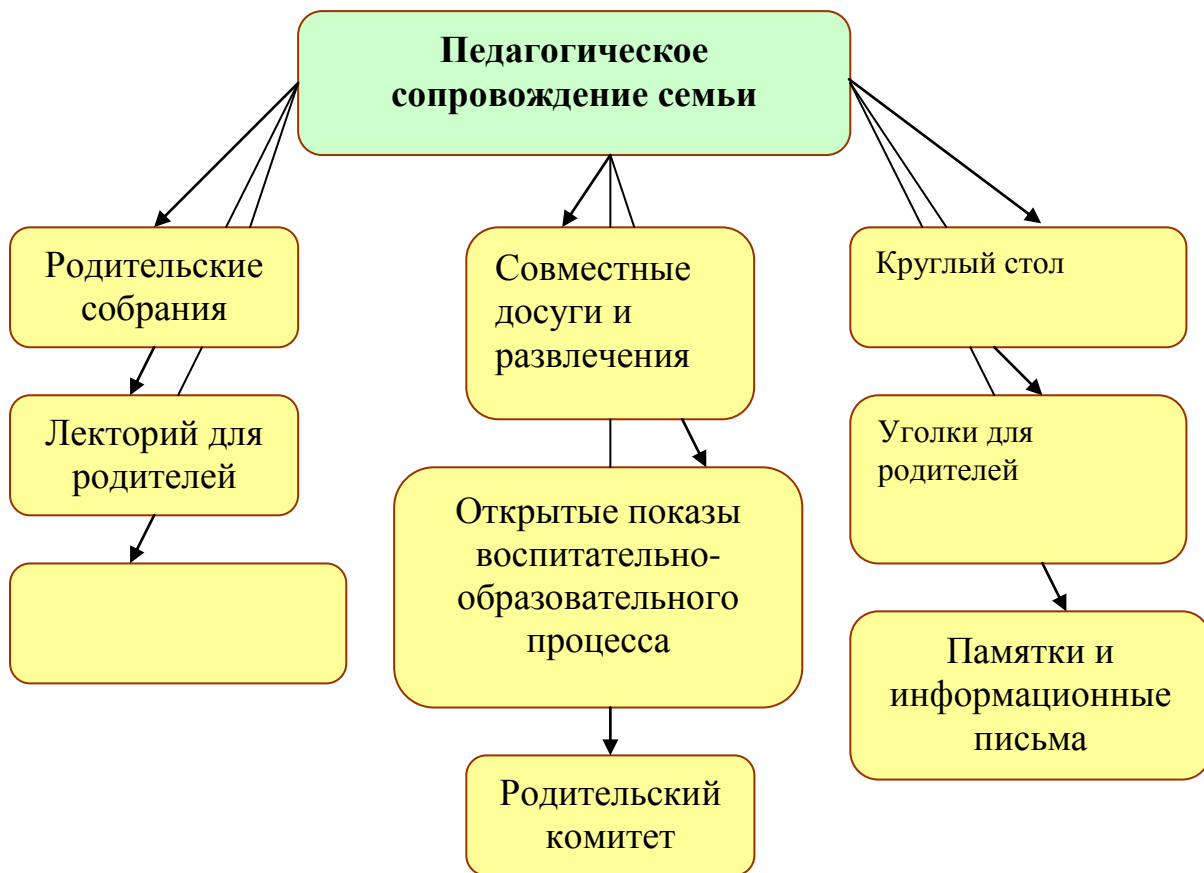 Педагогическое
сопровождение семьи
Родительские
собрания
Совместные
досуги и
развлечения
Круглый стол
Лекторий для
родителей
Уголки для
родителей
Открытые показы
воспитательно-
образовательного
процесса
Памятки и
информационные
письма
Родительский
комитет